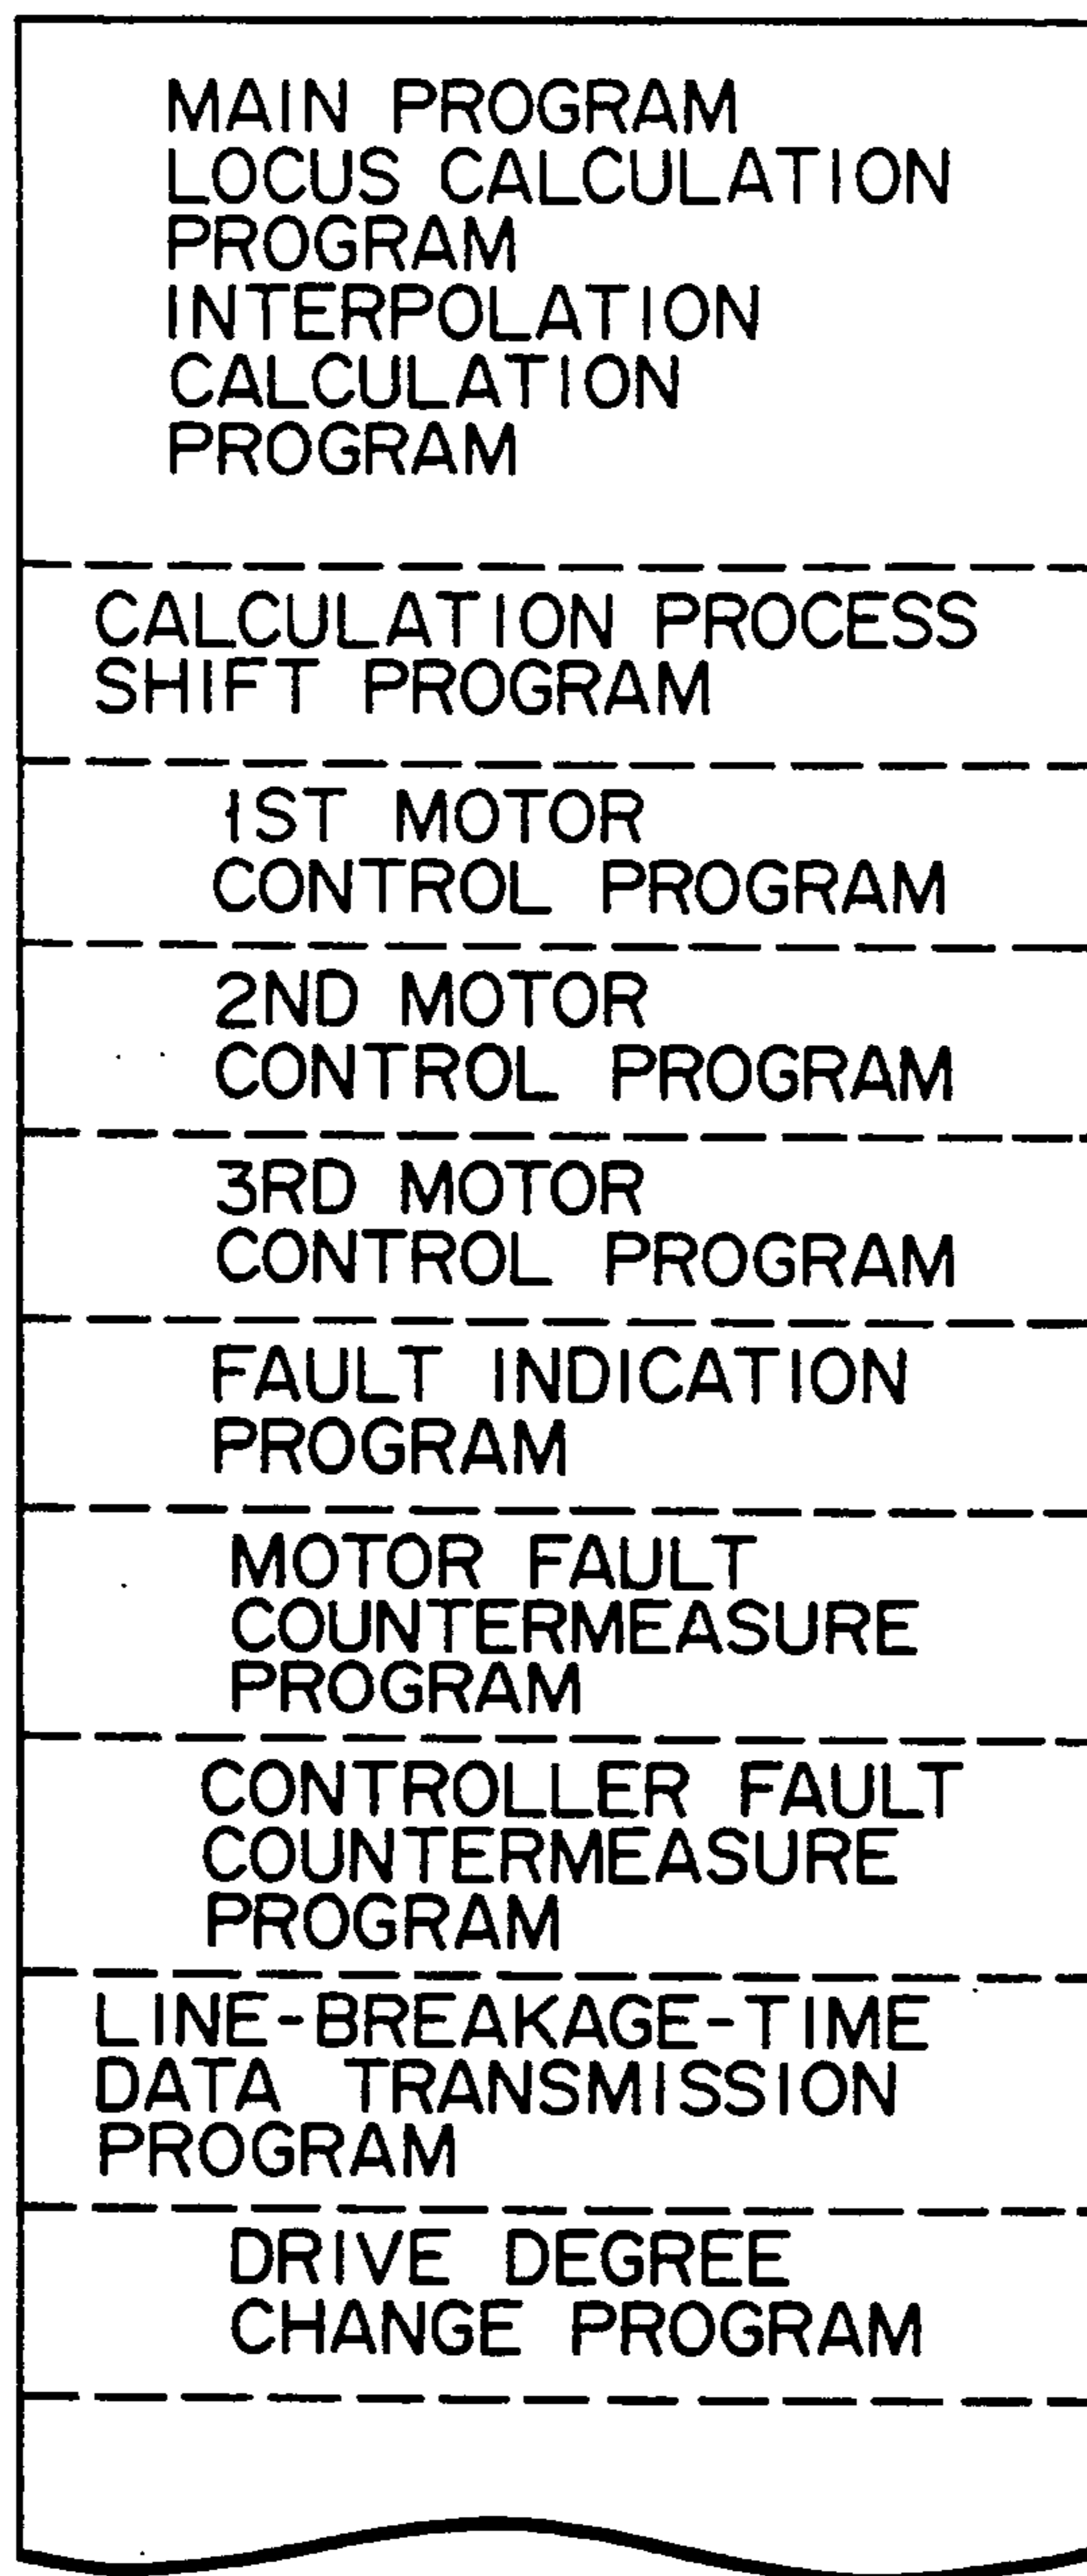 MAIN PROGRAM
LOCUS CALCULATION
PROGRAM
INTERPOLATION
CALCULATION
PROGRAM
CALCULATION PROCESS
SHIFT PROGRAM
1ST MOTOR
CONTROL PROGRAM
2ND MOTOR
CONTROL PROGRAM
3RD MOTOR
CONTROL PROGRAM
FAULT INDICATION
PROGRAM
MOTOR FAULT
COUNTERMEASURE
PROGRAM
CONTROLLER FAULT
COUNTERMEASURE
PROGRAM
LINE-BREAKAGE-TIME
DATA TRANSMISSION
PROGRAM
DRIVE DEGREE
CHANGE PROGRAM